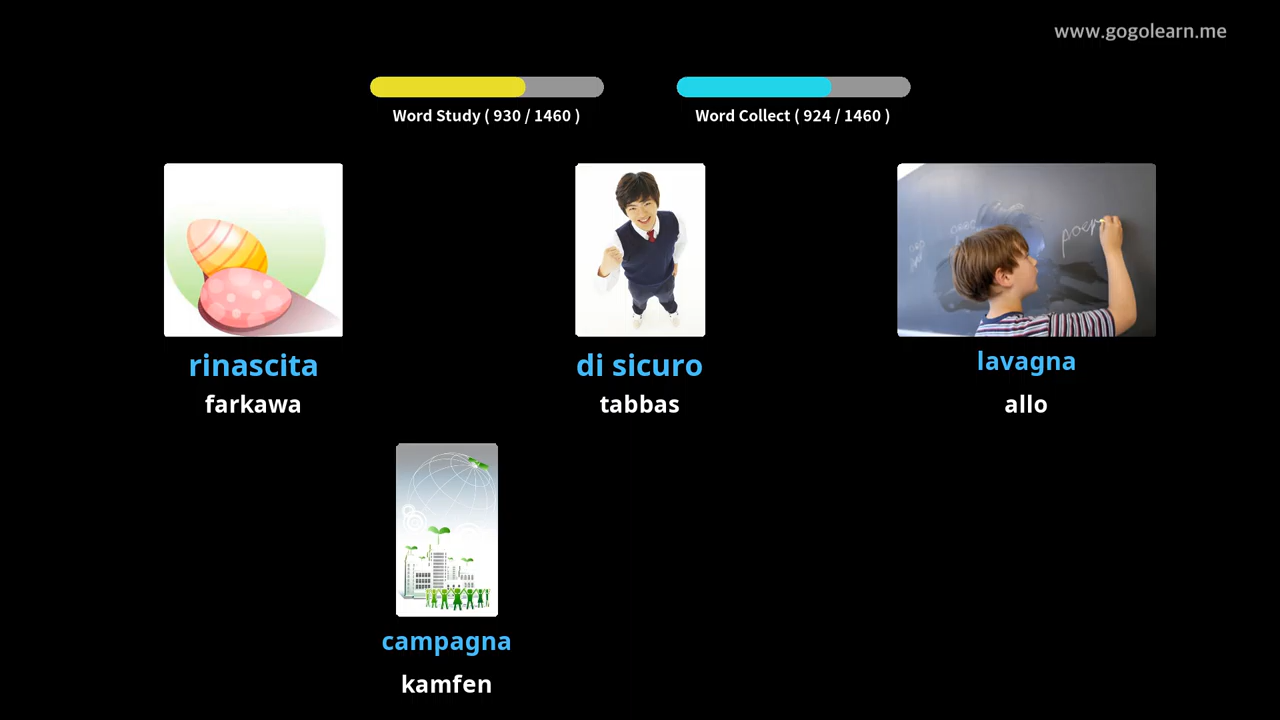 www.gogolearn.me
Word Study ( 930 / 1460 )
Word Collect ( 924 / 1460 )
poer
rinascita
di sicuro
lavagna
farkawa
tabbas
allo
campagna
kamfen